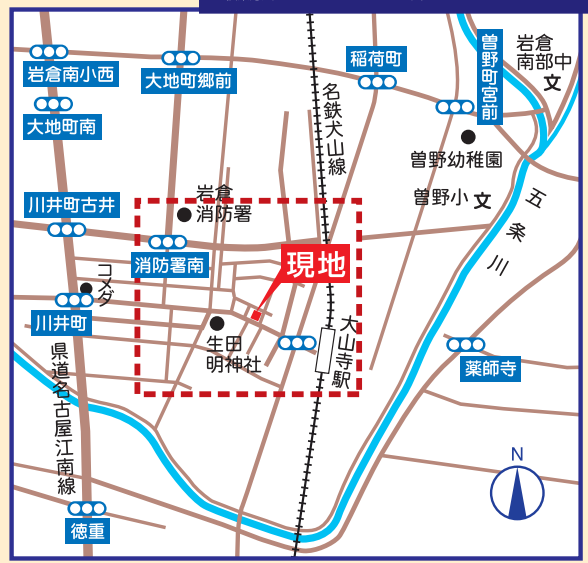 岩倉
南部中
文
曽野町宮前
稲荷町
岩倉南小西
大地町郷前
名鉄犬山線
大地町南
曽野幼稚園
岩倉
消防署
曽野小
文
川井町古井
五条川
消防署南
現地
コメダ
川井町
大山寺駅
生田
明神社
県道名古屋江南線
薬師寺
N
徳重